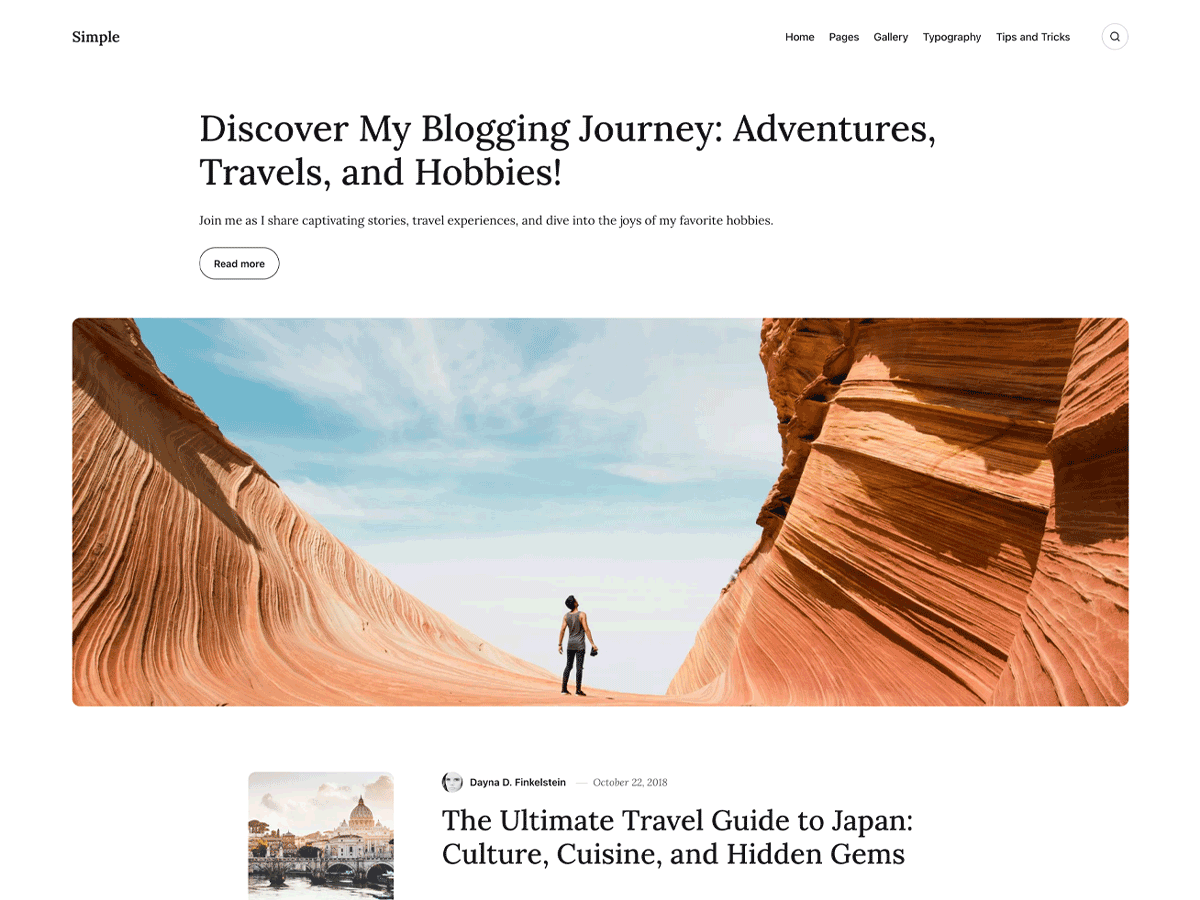 Simple
Home Pages Gallery Typography Tips and Tricks
Discover My Blogging Journey: Adventures,
Travels, and Hobbies!
Join me as I share captivating stories, travel experiences, and dive into the joys of my favorite hobbies.
Read more
Dayna D. Finkelstein — October 22, 2018
The Ultimate Travel Guide to Japan:
Culture, Cuisine, and Hidden Gems